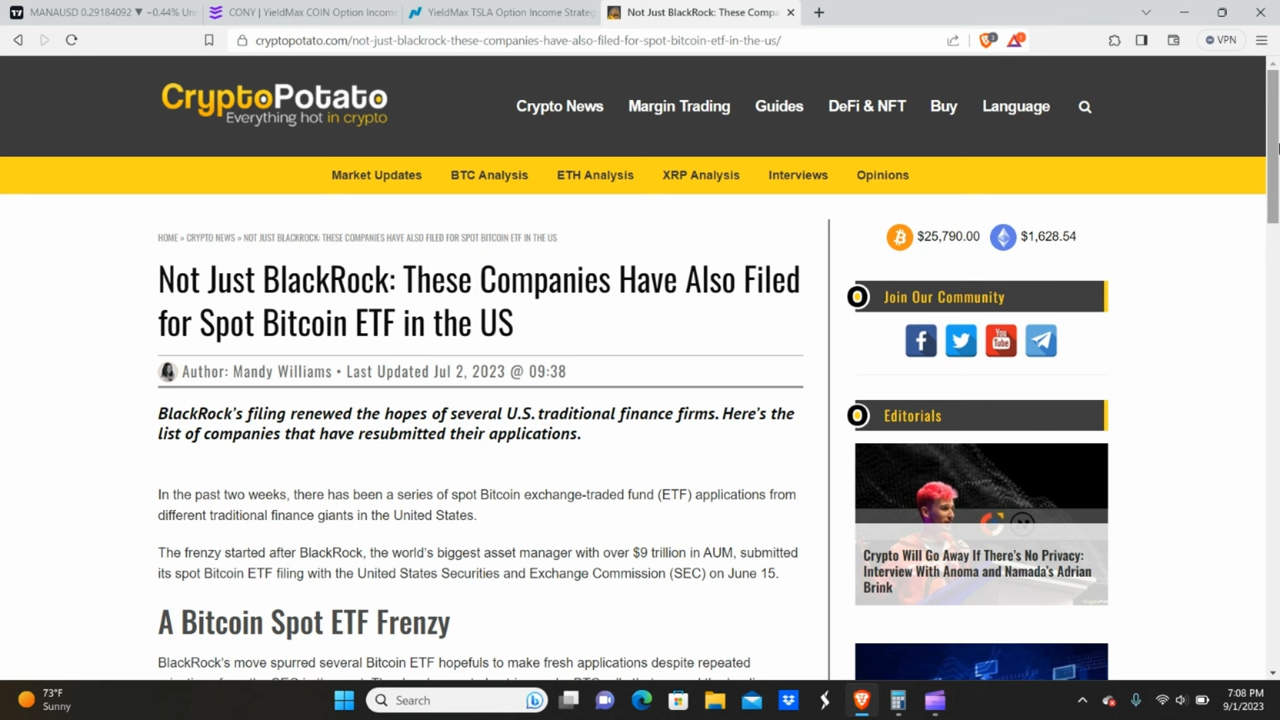 MANAUSD 0.29184092 ▼ −0.44% Un
CONY | YieldMax COIN Option Income
YieldMax TSLA Option Income Strateg
Not Just BlackRock: These Compa
cryptopotato.com/not-just-blackrock-these-companies-have-also-filed-for-spot-bitcoin-etf-in-the-us/
VPN
CryptoPotato
Everything hot in crypto
Crypto News
Margin Trading
Guides
DeFi & NFT
Buy
Language
Market Updates
BTC Analysis
ETH Analysis
XRP Analysis
Interviews
Opinions
HOME » CRYPTO NEWS » NOT JUST BLACKROCK: THESE COMPANIES HAVE ALSO FILED FOR SPOT BITCOIN ETF IN THE US
Not Just BlackRock: These Companies Have Also Filed
for Spot Bitcoin ETF in the US
Author: Mandy Williams • Last Updated Jul 2, 2023 @ 09:38
BlackRock's filing renewed the hopes of several U.S. traditional finance firms. Here's the
list of companies that have resubmitted their applications.
In the past two weeks, there has been a series of spot Bitcoin exchange-traded fund (ETF) applications from
different traditional finance giants in the United States.
The frenzy started after BlackRock, the world's biggest asset manager with over $9 trillion in AUM, submitted
its spot Bitcoin ETF filing with the United States Securities and Exchange Commission (SEC) on June 15.
A Bitcoin Spot ETF Frenzy
BlackRock's move spurred several Bitcoin ETF hopefuls to make fresh applications despite repeated
$25,790.00
$1,628.54
Join Our Community
You
Tube
Editorials
Crypto Will Go Away If There's No Privacy:
Interview With Anoma and Namada's Adrian
Brink
73°F
Sunny
Search
7:08 PM
9/1/2023